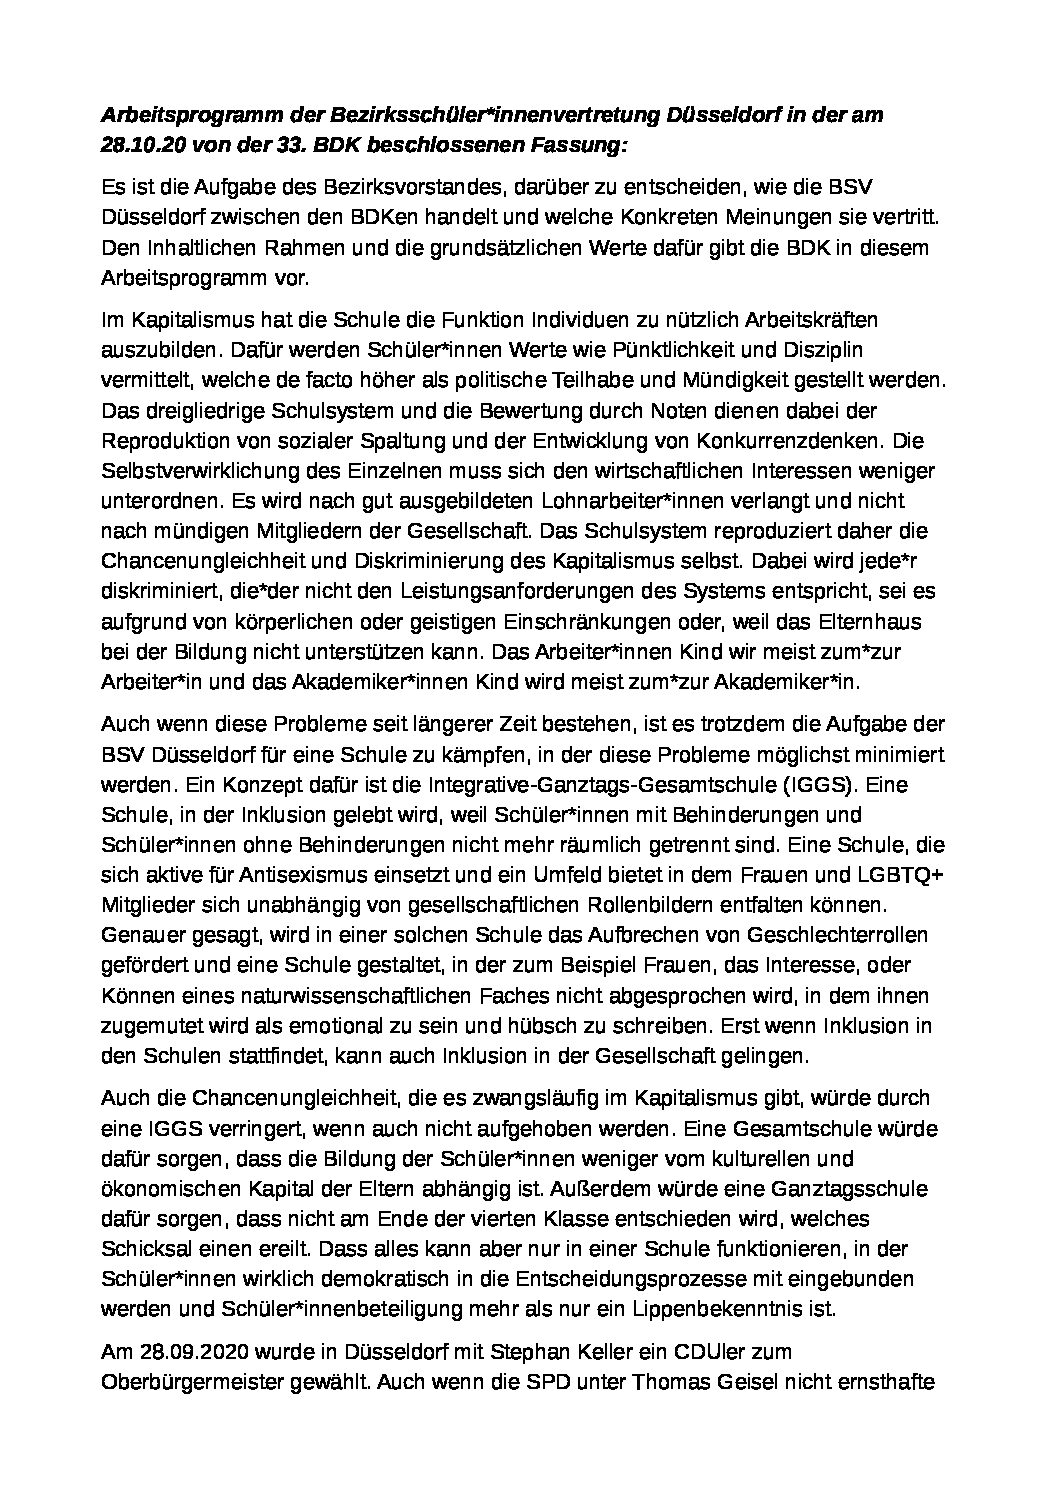 Arbeitsprogramm der Bezirksschüler*innenvertretung Düsseldorf in der am
28.10.20 von der 33. BDK beschlossenen Fassung:
Es ist die Aufgabe des Bezirksvorstandes, darüber zu entscheiden, wie die BSV
Düsseldorf zwischen den BDKen handelt und welche Konkreten Meinungen sie vertritt.
Den Inhaltlichen Rahmen und die grundsätzlichen Werte dafür gibt die BDK in diesem
Arbeitsprogramm vor.
Im Kapitalismus hat die Schule die Funktion Individuen zu nützlich Arbeitskräften
auszubilden. Dafür werden Schüler*innen Werte wie Pünktlichkeit und Disziplin
vermittelt, welche de facto höher als politische Teilhabe und Mündigkeit gestellt werden.
Das dreigliedrige Schulsystem und die Bewertung durch Noten dienen dabei der
Reproduktion von sozialer Spaltung und der Entwicklung von Konkurrenzdenken. Die
Selbstverwirklichung des Einzelnen muss sich den wirtschaftlichen Interessen weniger
unterordnen. Es wird nach gut ausgebildeten Lohnarbeiter*innen verlangt und nicht
nach mündigen Mitgliedern der Gesellschaft. Das Schulsystem reproduziert daher die
Chancenungleichheit und Diskriminierung des Kapitalismus selbst. Dabei wird jede*r
diskriminiert, die*der nicht den Leistungsanforderungen des Systems entspricht, sei es
aufgrund von körperlichen oder geistigen Einschränkungen oder, weil das Elternhaus
bei der Bildung nicht unterstützen kann. Das Arbeiter*innen Kind wir meist zum*zur
Arbeiter*in und das Akademiker*innen Kind wird meist zum*zur Akademiker*in.
Auch wenn diese Probleme seit längerer Zeit bestehen, ist es trotzdem die Aufgabe der
BSV Düsseldorf für eine Schule zu kämpfen, in der diese Probleme möglichst minimiert
werden. Ein Konzept dafür ist die Integrative-Ganztags-Gesamtschule (IGGS). Eine
Schule, in der Inklusion gelebt wird, weil Schüler*innen mit Behinderungen und
Schüler*innen ohne Behinderungen nicht mehr räumlich getrennt sind. Eine Schule, die
sich aktive für Antisexismus einsetzt und ein Umfeld bietet in dem Frauen und LGBTQ+
Mitglieder sich unabhängig von gesellschaftlichen Rollenbildern entfalten können.
Genauer gesagt, wird in einer solchen Schule das Aufbrechen von Geschlechterrollen
gefördert und eine Schule gestaltet, in der zum Beispiel Frauen, das Interesse, oder
Können eines naturwissenschaftlichen Faches nicht abgesprochen wird, in dem ihnen
zugemutet wird als emotional zu sein und hübsch zu schreiben. Erst wenn Inklusion in
den Schulen stattfindet, kann auch Inklusion in der Gesellschaft gelingen.
Auch die Chancenungleichheit, die es zwangsläufig im Kapitalismus gibt, würde durch
eine IGGS verringert, wenn auch nicht aufgehoben werden. Eine Gesamtschule würde
dafür sorgen, dass die Bildung der Schüler*innen weniger vom kulturellen und
ökonomischen Kapital der Eltern abhängig ist. Außerdem würde eine Ganztagsschule
dafür sorgen, dass nicht am Ende der vierten Klasse entschieden wird, welches
Schicksal einen ereilt. Dass alles kann aber nur in einer Schule funktionieren, in der
Schüler*innen wirklich demokratisch in die Entscheidungsprozesse mit eingebunden
werden und Schüler*innenbeteiligung mehr als nur ein Lippenbekenntnis ist.
Am 28.09.2020 wurde in Düsseldorf mit Stephan Keller ein CDUler zum
Oberbürgermeister gewählt. Auch wenn die SPD unter Thomas Geisel nicht ernsthafte